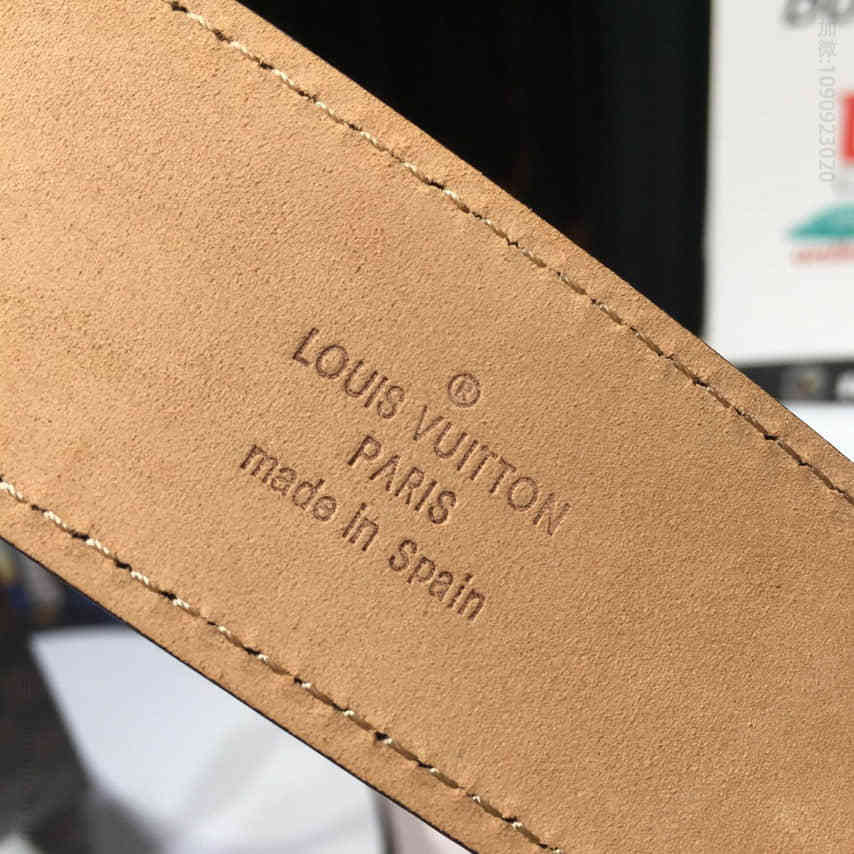 ®
LOUIS VUITTON
PARIS
made in Spain
加微:1090923020